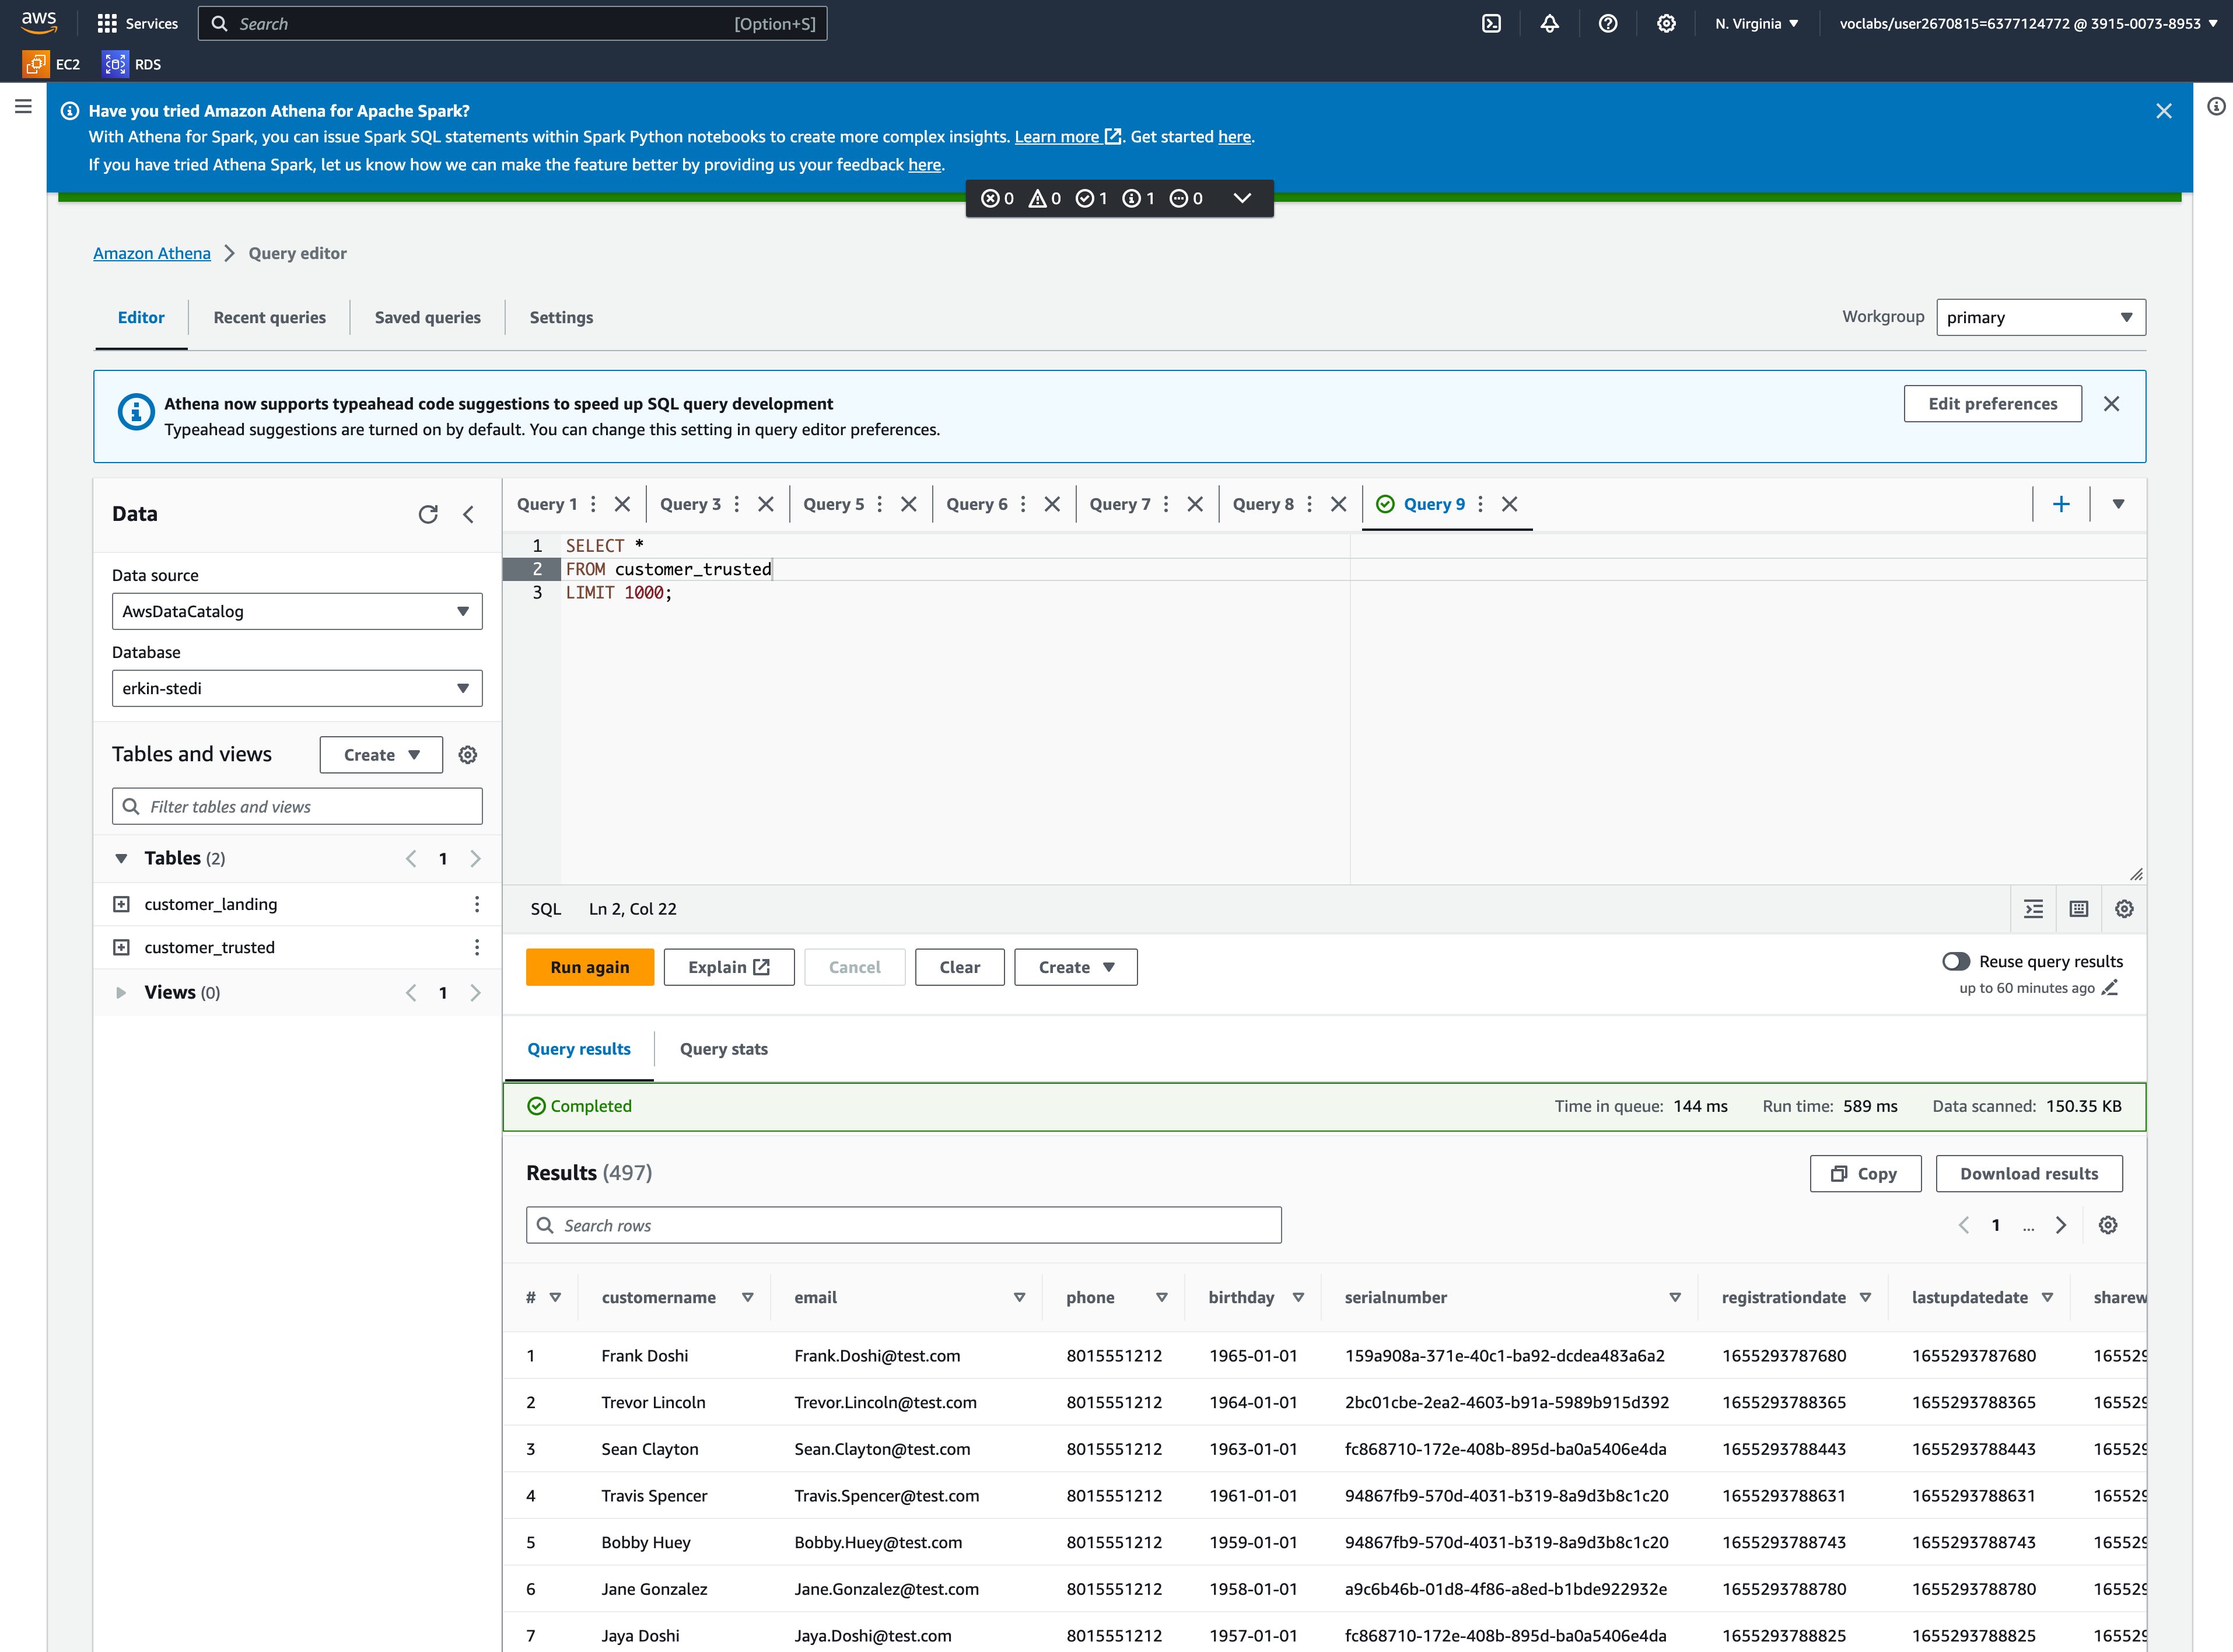 aws
Services
Search
[Option+S]
N. Virginia
voclabs/user2670815=6377124772 @ 3915-0073-8953
EC2
RDS
Have you tried Amazon Athena for Apache Spark?
With Athena for Spark, you can issue Spark SQL statements within Spark Python notebooks to create more complex insights. Learn more. Get started here.
If you have tried Athena Spark, let us know how we can make the feature better by providing us your feedback here.
0 0 1 1 0
Amazon Athena
Query editor
Editor
Recent queries
Saved queries
Settings
Workgroup
primary
Athena now supports typeahead code suggestions to speed up SQL query development
Edit preferences
Typeahead suggestions are turned on by default. You can change this setting in query editor preferences.
Data
Data source
AwsDataCatalog
Database
erkin-stedi
Tables and views
Create
Filter tables and views
Tables (2)
1
customer_landing
customer_trusted
Views (0)
1
Query 1
Query 3
Query 5
Query 6
Query 7
Query 8
Query 9
1 SELECT *
2 FROM customer_trusted
3 LIMIT 1000;
SQL
Ln 2, Col 22
Run again
Explain
Cancel
Clear
Create
Reuse query results
up to 60 minutes ago
Query results
Query stats
Completed
Time in queue: 144 ms
Run time: 589 ms
Data scanned: 150.35 KB
Results (497)
Copy
Download results
Search rows
1 ...
# customername email phone birthday serialnumber registrationdate lastupdatedate sharew
1 Frank Doshi Frank.Doshi@test.com 8015551212 1965-01-01 159a908a-371e-40c1-ba92-dcdea483a6a2 1655293787680 1655293787680 165529
2 Trevor Lincoln Trevor.Lincoln@test.com 8015551212 1964-01-01 2bc01cbe-2ea2-4603-b91a-5989b915d392 1655293788365 1655293788365 165529
3 Sean Clayton Sean.Clayton@test.com 8015551212 1963-01-01 fc868710-172e-408b-895d-ba0a5406e4da 1655293788443 1655293788443 165529
4 Travis Spencer Travis.Spencer@test.com 8015551212 1961-01-01 94867fb9-570d-4031-b319-8a9d3b8c1c20 1655293788631 1655293788631 165529
5 Bobby Huey Bobby.Huey@test.com 8015551212 1959-01-01 94867fb9-570d-4031-b319-8a9d3b8c1c20 1655293788743 1655293788743 165529
6 Jane Gonzalez Jane.Gonzalez@test.com 8015551212 1958-01-01 a9c6b46b-01d8-4f86-a8ed-b1bde922932e 1655293788780 1655293788780 165529
7 Jaya Doshi Jaya.Doshi@test.com 8015551212 1957-01-01 fc868710-172e-408b-895d-ba0a5406e4da 1655293788825 1655293788825 165529